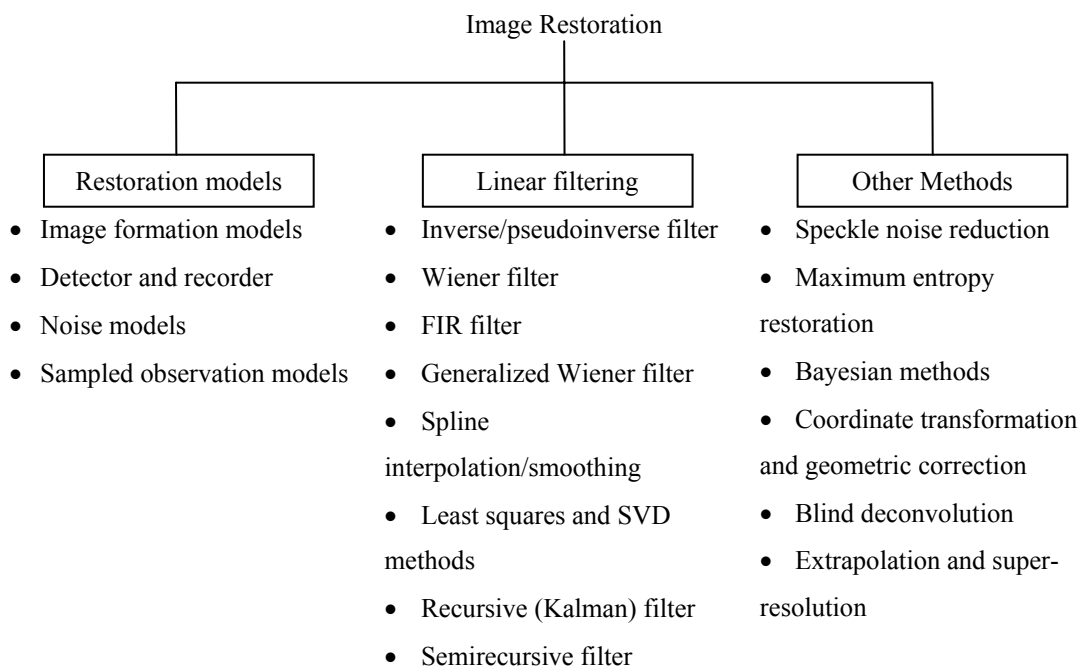 Image Restoration
Restoration models
• Image formation models
• Detector and recorder
• Noise models
• Sampled observation models
Linear filtering
• Inverse/pseudoinverse filter
• Wiener filter
• FIR filter
• Generalized Wiener filter
• Spline
interpolation/smoothing
• Least squares and SVD
methods
• Recursive (Kalman) filter
• Semirecursive filter
Other Methods
• Speckle noise reduction
• Maximum entropy
restoration
• Bayesian methods
• Coordinate transformation
and geometric correction
• Blind deconvolution
• Extrapolation and super-
resolution